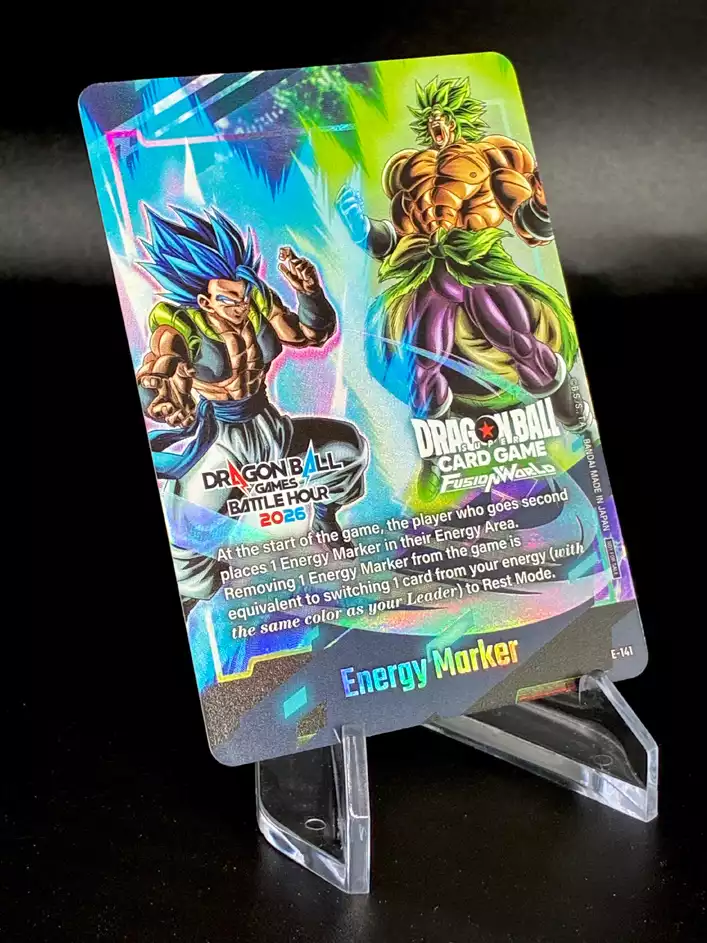 DRAGON BALL
GAMES
BATTLE HOUR
2026
DRAGON BALL
SUPER
CARD GAME
FUSION WORLD
At the start of the game, the player who goes second
places 1 Energy Marker in their Energy Area.
Removing 1 Energy Marker from the game is
equivalent to switching 1 card from your energy (with
the same color as your Leader) to Rest Mode.
Energy Marker
E-141
BANDAI MADE IN JAPAN